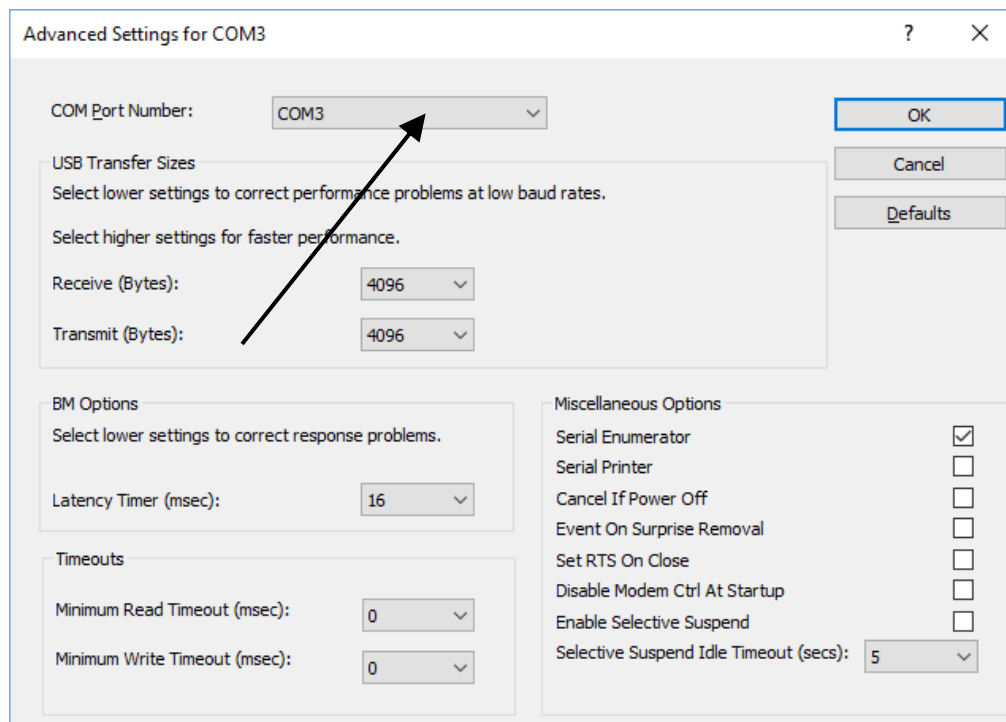 Advanced Settings for COM3 ?
COM Port Number: COM3
OK
USB Transfer Sizes
Cancel
Select lower settings to correct performance problems at low baud rates.
Defaults
Select higher settings for faster performance.
Receive (Bytes): 4096
Transmit (Bytes): 4096
BM Options
Select lower settings to correct response problems.
Latency Timer (msec): 16
Timeouts
Minimum Read Timeout (msec): 0
Minimum Write Timeout (msec): 0
Miscellaneous Options
Serial Enumerator
Serial Printer
Cancel If Power Off
Event On Surprise Removal
Set RTS On Close
Disable Modem Ctrl At Startup
Enable Selective Suspend
Selective Suspend Idle Timeout (secs): 5